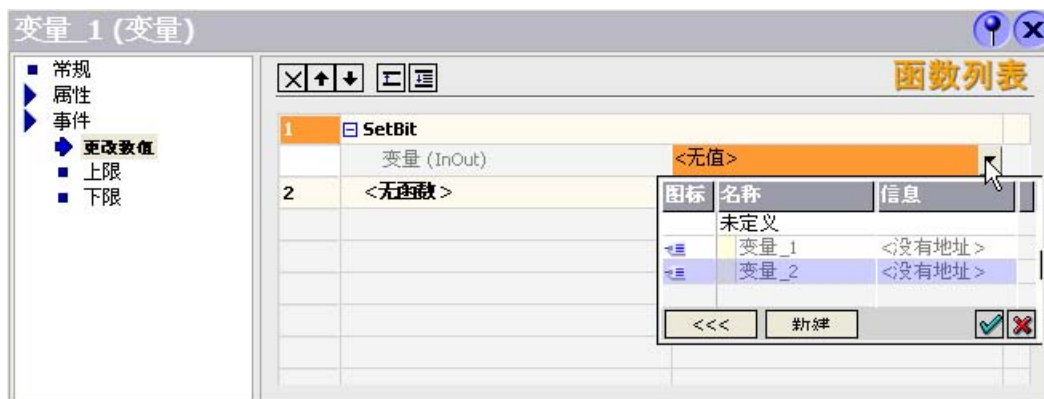 变量_1 (变量)
常规
属性
事件
更改数值
上限
下限
函数列表
1 SetBit
变量 (InOut) <无值>
2 <无函数>
图标 名称 信息
未定义
变量_1 <没有地址>
变量_2 <没有地址>
<<< 新建